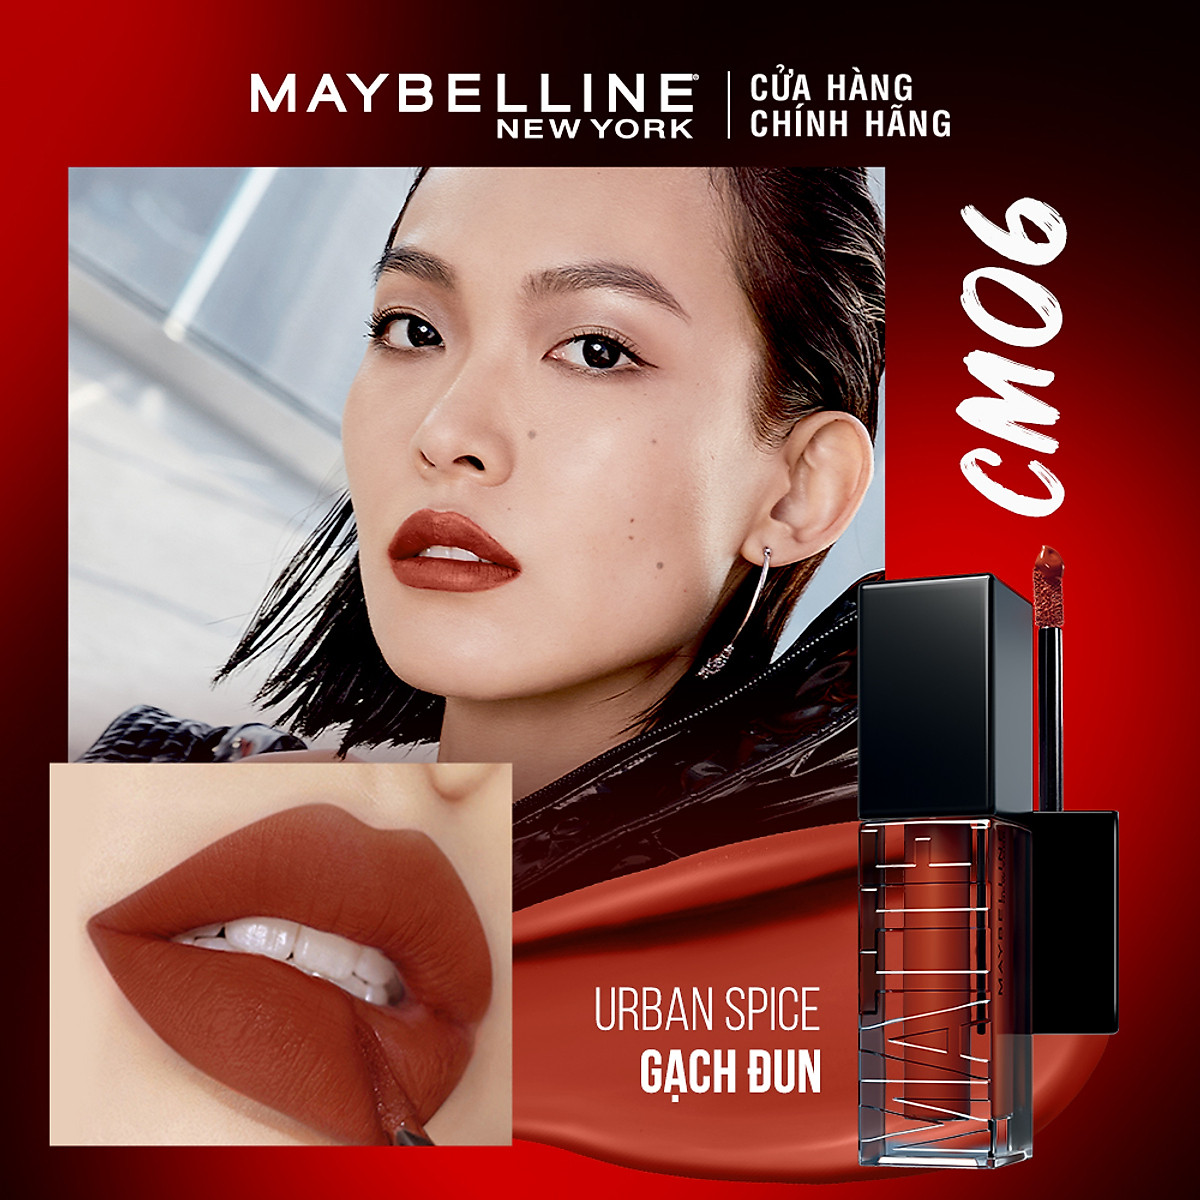 MAYBELLINE
NEW YORK
CỬA HÀNG
CHÍNH HÃNG
CM06
URBAN SPICE
GẠCH ĐUN
MATTE
MAYBELLINE